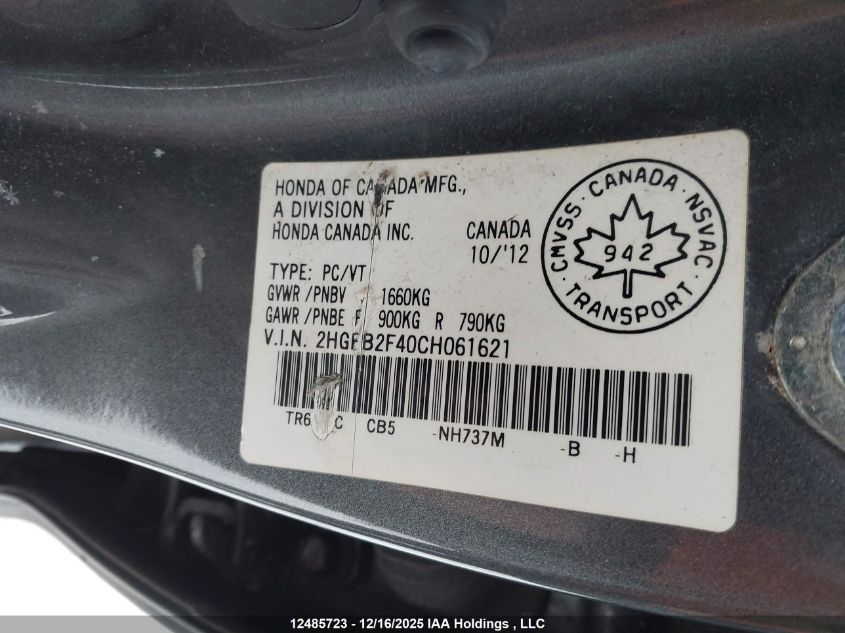 HONDA OF CANADA MFG.,
A DIVISION OF
HONDA CANADA INC.
CANADA
10/'12
TYPE: PC/VT
GVWR /PNBV 1660KG
GAWR /PNBE F 900KG R 790KG
V.I.N. 2HGFB2F40CH061621
CB5 -NH737M -B -H
CMVSS · CANADA · NSVAC
942
· TRANSPORT ·
12485723 - 12/16/2025 IAA Holdings , LLC